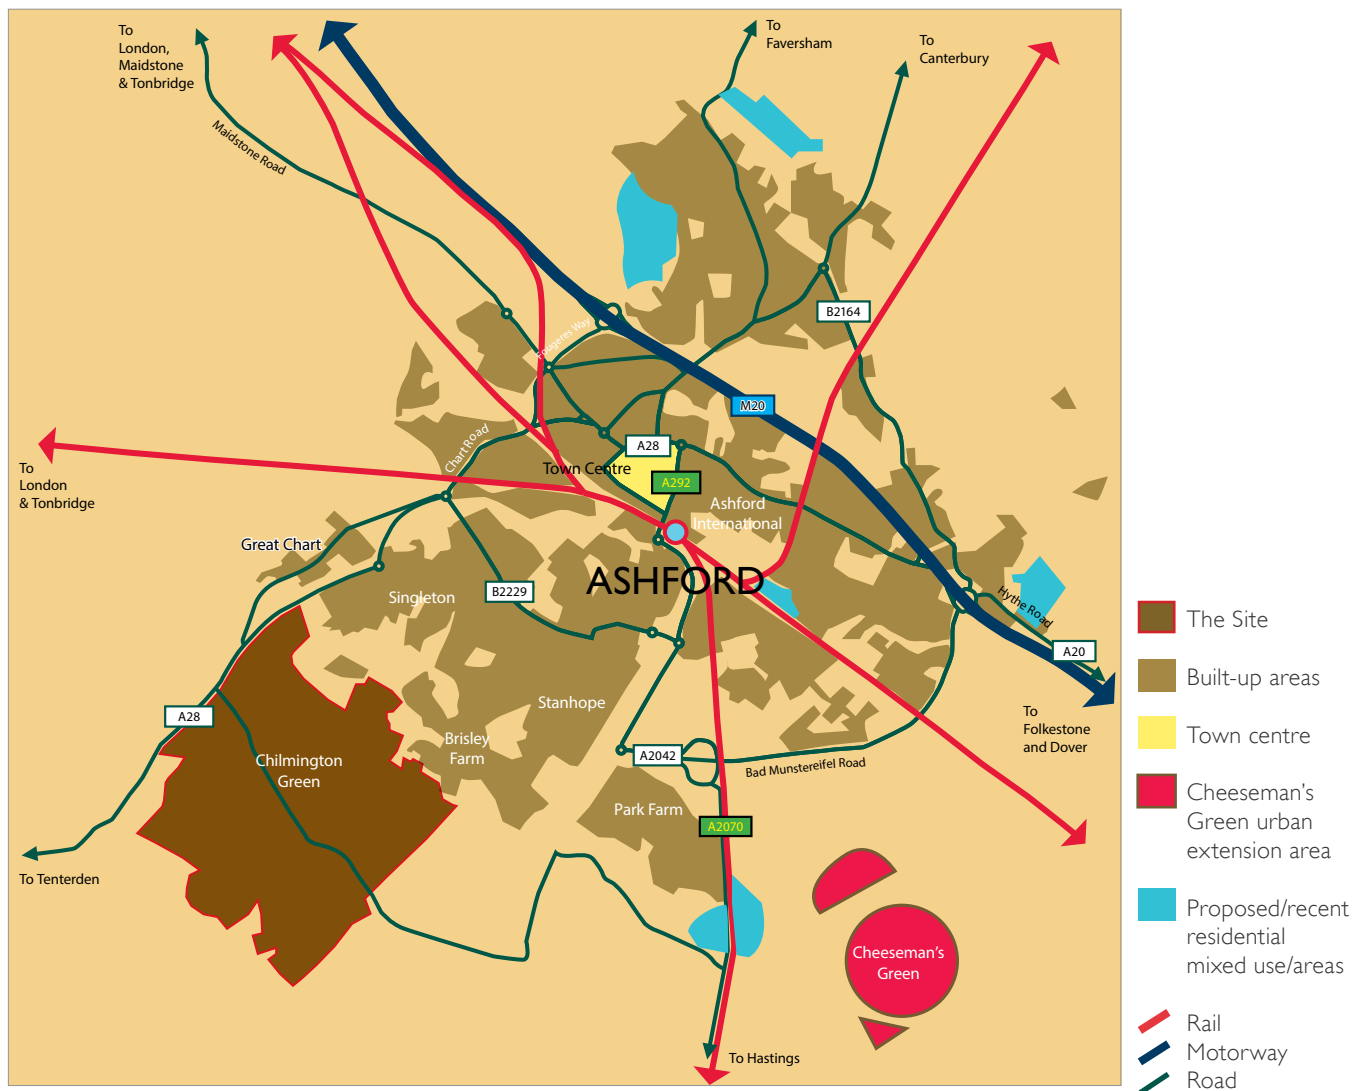 To
London,
Maidstone
& Tonbridge
To
Faversham
To
Canterbury
Maidstone Road
B2164
Fougeres Way
M20
Chart Road
A28
Town Centre
A292
To
London
& Tonbridge
Ashford
International
Great Chart
ASHFORD
Singleton
B2229
Hythe Road
A20
The Site
Built-up areas
Town centre
Cheeseman's
Green urban
extension area
Proposed/recent
residential
mixed use/areas
Rail
Motorway
Road
Stanhope
A28
To
Folkestone
and Dover
Brisley
Farm
A2042
Bad Munstereifel Road
Chilmington
Green
Park Farm
A2070
To Tenterden
Cheeseman's
Green
To Hastings